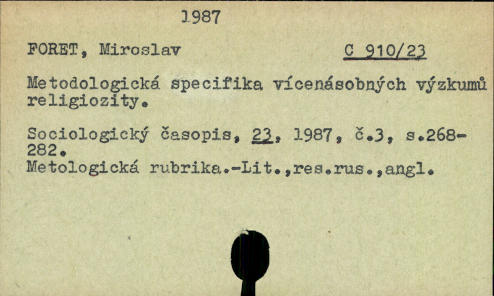 1987
FORET, Miroslav C 910/23
Metodologická specifika vícenásobných výzkumů
religiozity.
Sociologický časopis, 23, 1987, č.3, s.268-
282.
Metologická rubrika.-Lit.,res.rus.,angl.